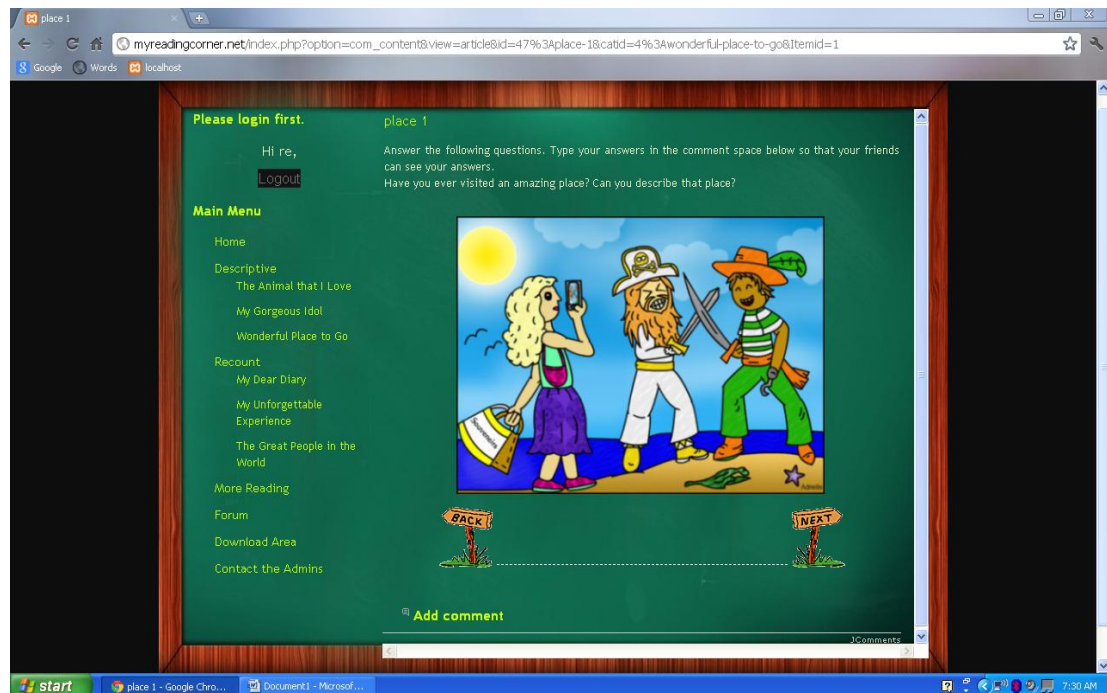 place 1
myreadingcorner.net/index.php?option=com_content&view=article&id=47%3Aplace-1&catid=4%3Awonderful-place-to-go&Itemid=1
Google Words localhost
Please login first.
Hi re,
Logout
Main Menu
Home
Descriptive
The Animal that I Love
My Gorgeous Idol
Wonderful Place to Go
Recount
My Dear Diary
My Unforgettable
Experience
The Great People in the
World
More Reading
Forum
Download Area
Contact the Admins
place 1
Answer the following questions. Type your answers in the comment space below so that your friends
can see your answers.
Have you ever visited an amazing place? Can you describe that place?
Souvenirs
BACK
NEXT
Add comment
JComments
start
place 1 - Google Chro...
Document1 - Microsof...
7:30 AM